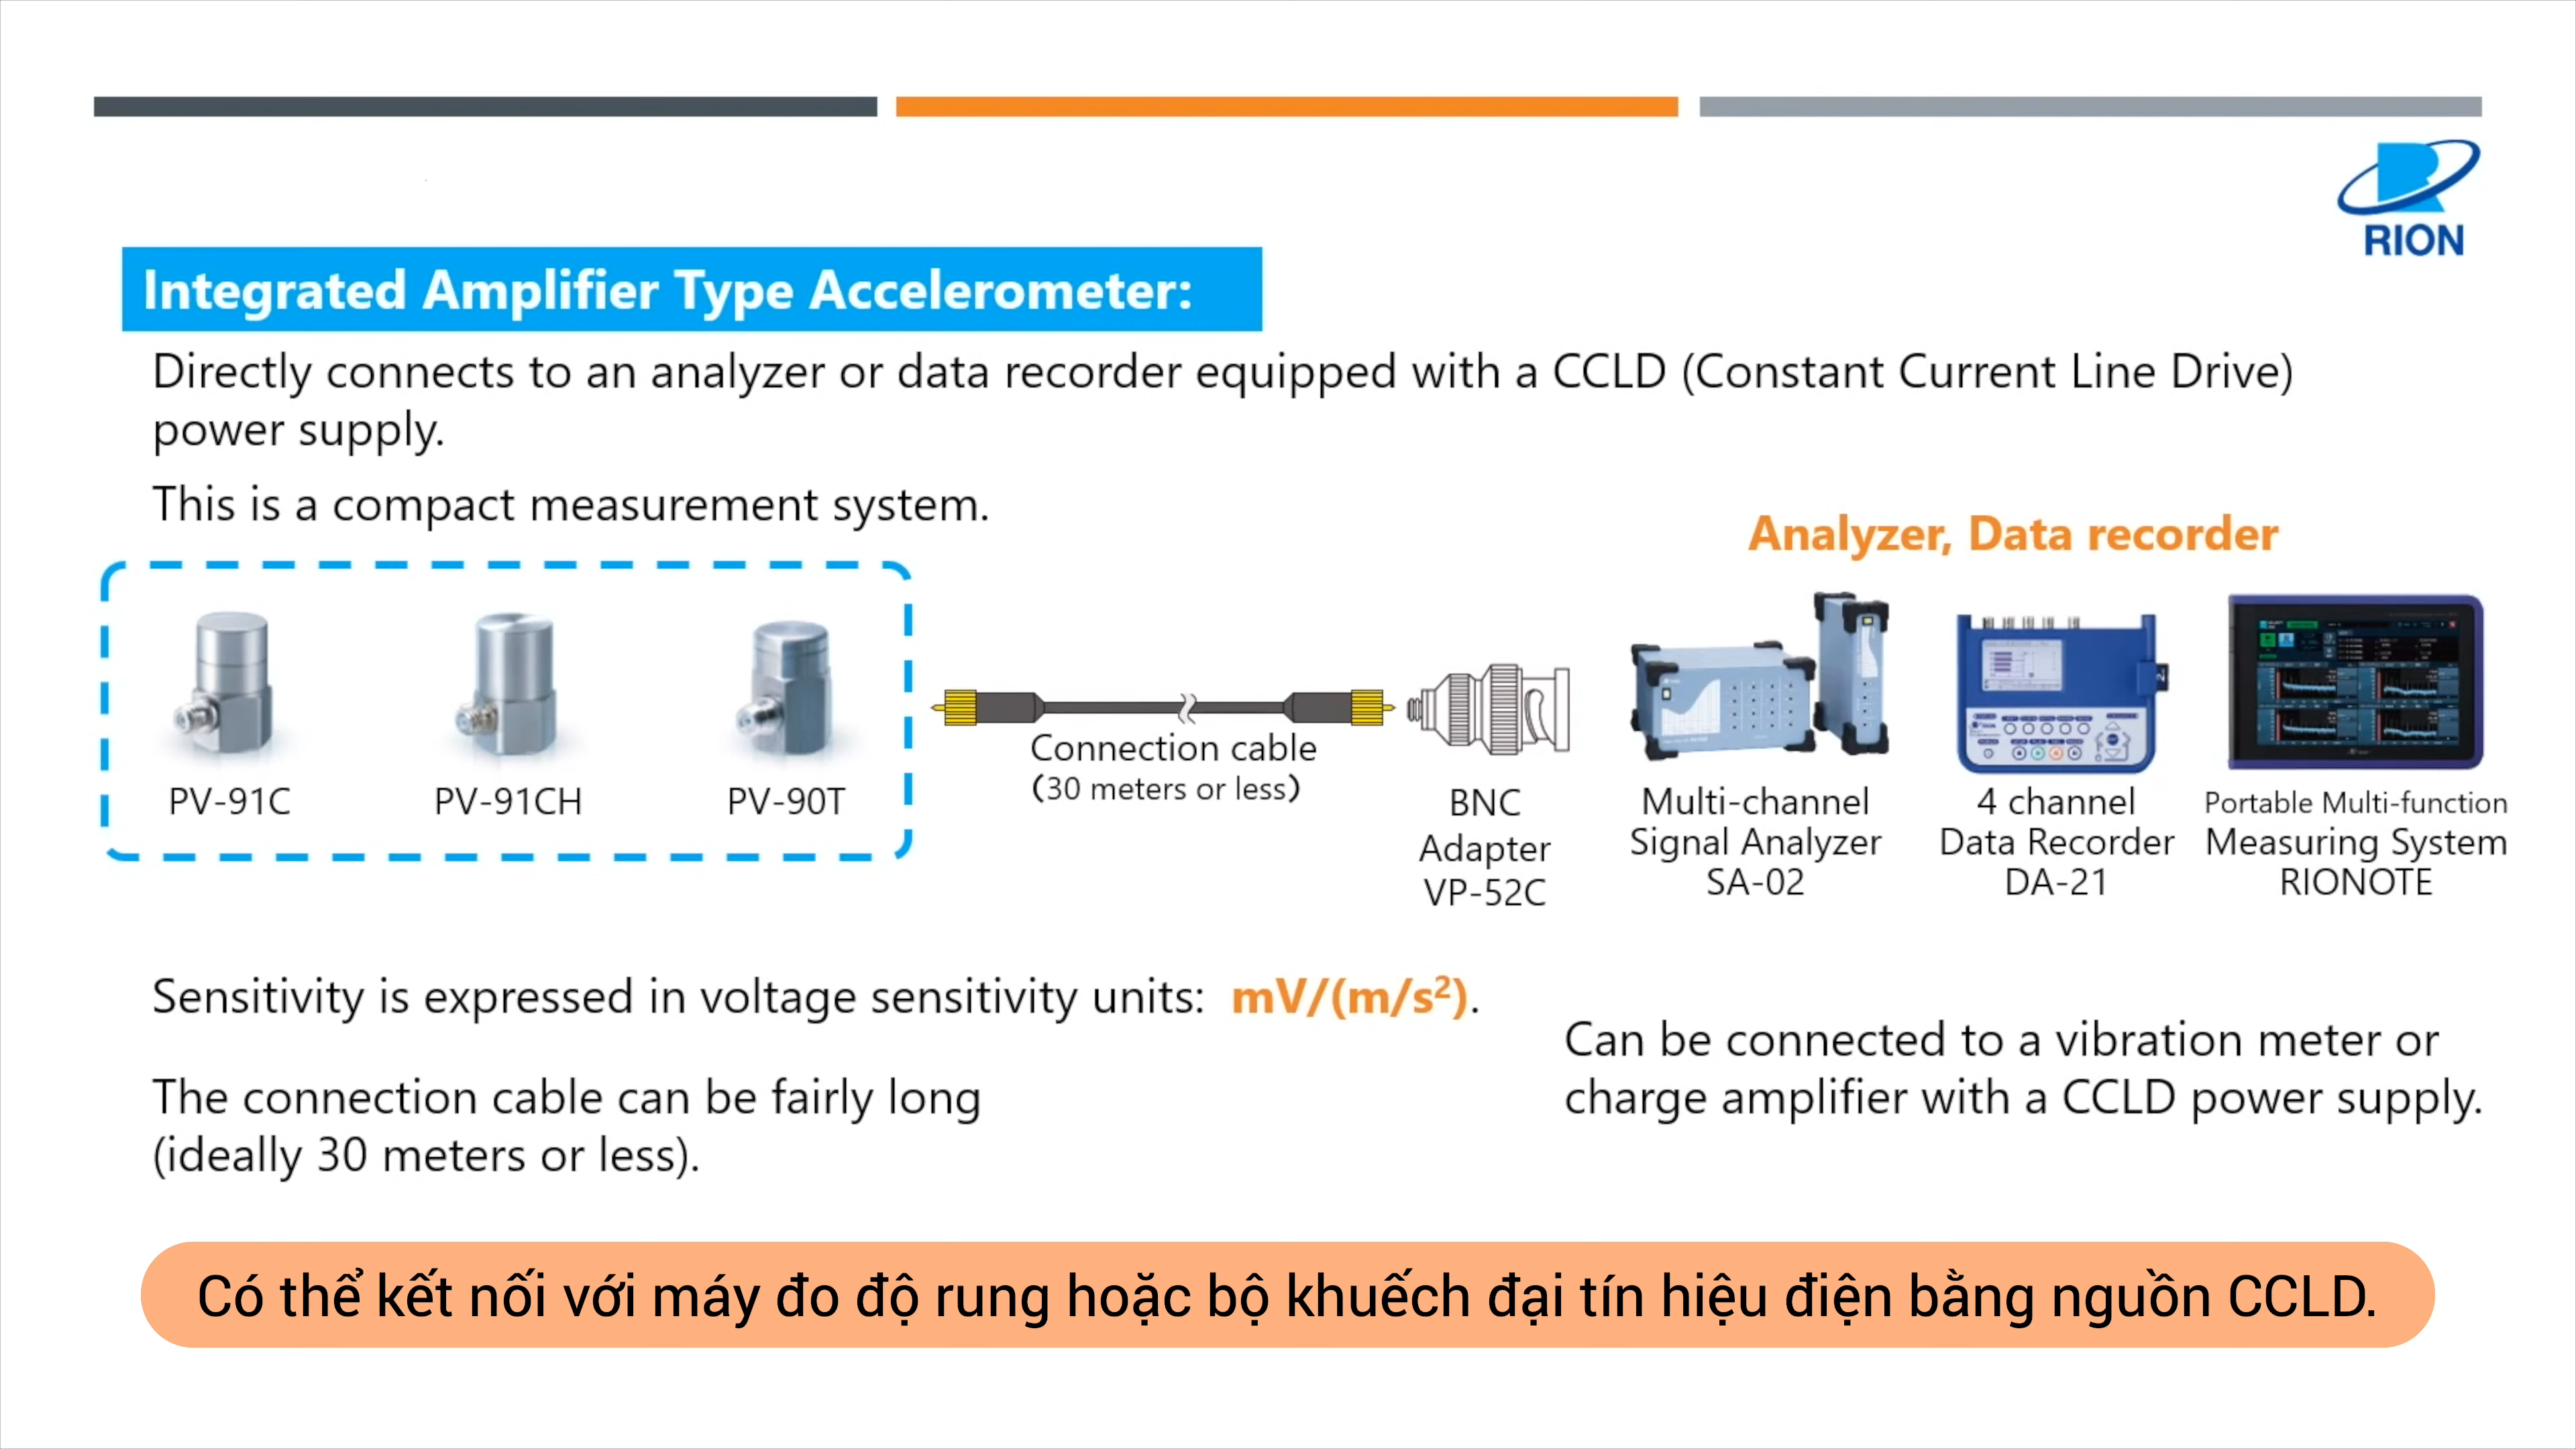 RION
Integrated Amplifier Type Accelerometer:
Directly connects to an analyzer or data recorder equipped with a CCLD (Constant Current Line Drive)
power supply.
This is a compact measurement system.
Analyzer, Data recorder
PV-91C
PV-91CH
PV-90T
Connection cable
(30 meters or less)
BNC
Adapter
VP-52C
Multi-channel
Signal Analyzer
SA-02
4 channel
Data Recorder
DA-21
Portable Multi-function
Measuring System
RIONOTE
Sensitivity is expressed in voltage sensitivity units: mV/(m/s²).
The connection cable can be fairly long
(ideally 30 meters or less).
Can be connected to a vibration meter or
charge amplifier with a CCLD power supply.
Có thể kết nối với máy đo độ rung hoặc bộ khuếch đại tín hiệu điện bằng nguồn CCLD.